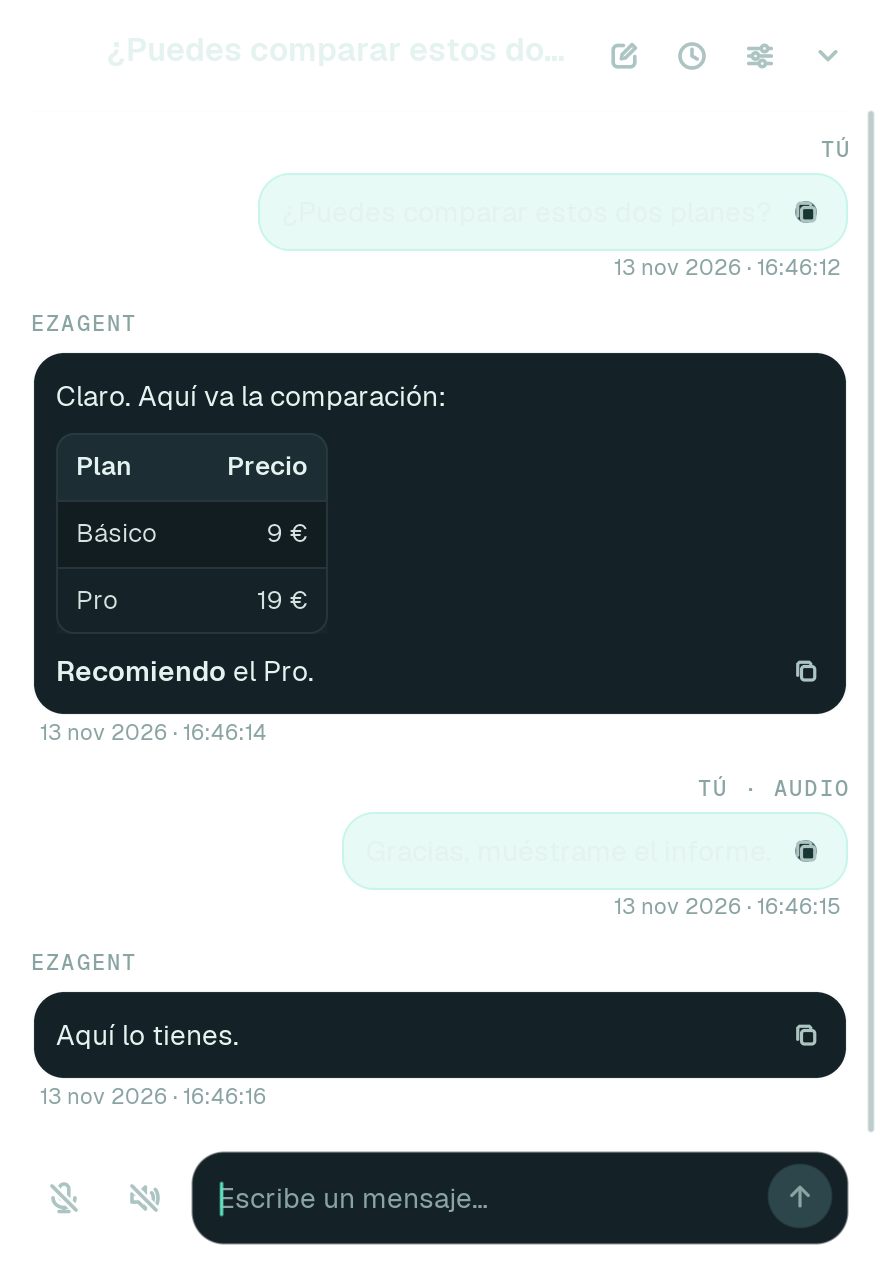 ¿Puedes comparar estos do...
TÚ
¿Puedes comparar estos dos planes?
13 nov 2026 · 16:46:12
EZAGENT
Claro. Aquí va la comparación:
Plan Precio
Básico 9 €
Pro 19 €
Recomiendo el Pro.
13 nov 2026 · 16:46:14
TÚ · AUDIO
Gracias, muéstrame el informe.
13 nov 2026 · 16:46:15
EZAGENT
Aquí lo tienes.
13 nov 2026 · 16:46:16
Escribe un mensaje...